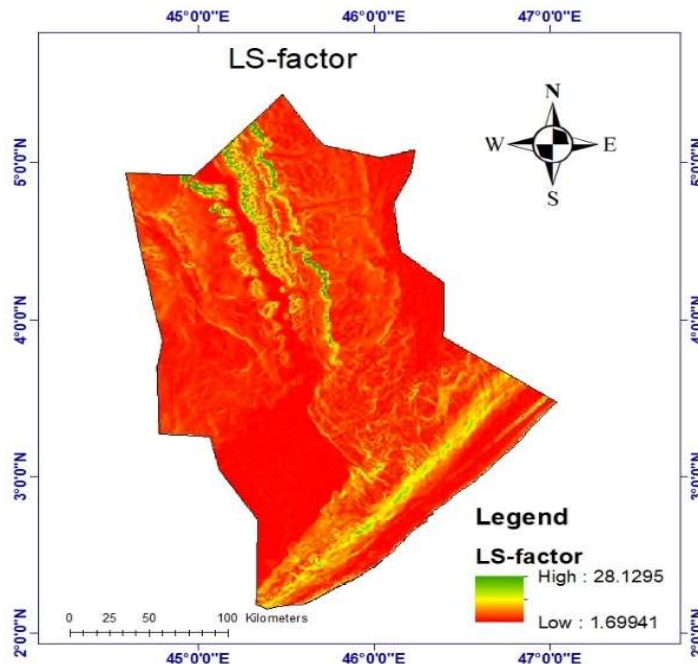 45°0'0"E 46°0'0"E 47°0'0"E
LS-factor
N
W E
S
5°0'0"N 5°0'0"N
4°0'0"N 4°0'0"N
3°0'0"N 3°0'0"N
2°0'0"N 2°0'0"N
Legend
LS-factor
High : 28.1295
Low : 1.69941
0 25 50 100 Kilometers
45°0'0"E 46°0'0"E 47°0'0"E